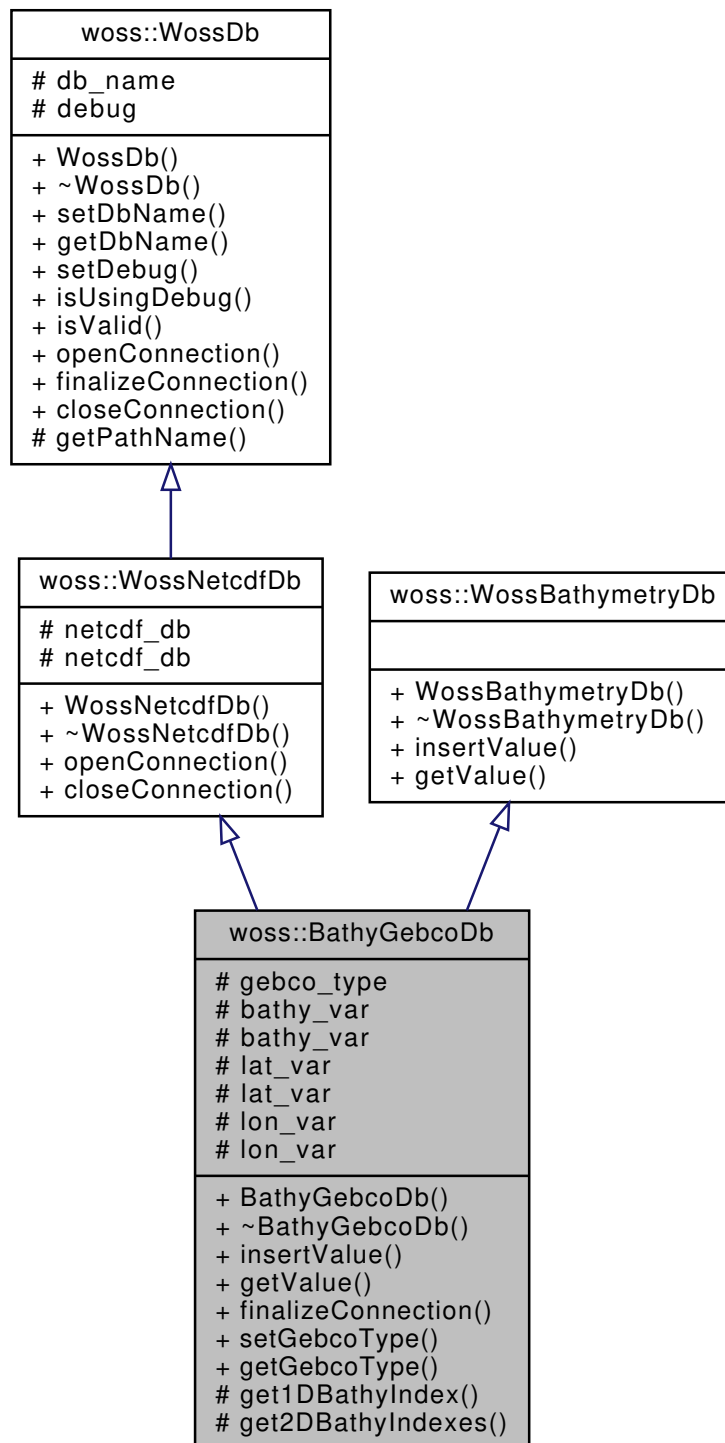 woss::WossDb
# db_name
# debug
+ WossDb()
+ ~WossDb()
+ setDbName()
+ getDbName()
+ setDebug()
+ isUsingDebug()
+ isValid()
+ openConnection()
+ finalizeConnection()
+ closeConnection()
# getPathName()
woss::WossNetcdfDb
# netcdf_db
# netcdf_db
+ WossNetcdfDb()
+ ~WossNetcdfDb()
+ openConnection()
+ closeConnection()
woss::WossBathymetryDb
+ WossBathymetryDb()
+ ~WossBathymetryDb()
+ insertValue()
+ getValue()
woss::BathyGebcoDb
# gebco_type
# bathy_var
# bathy_var
# lat_var
# lat_var
# lon_var
# lon_var
+ BathyGebcoDb()
+ ~BathyGebcoDb()
+ insertValue()
+ getValue()
+ finalizeConnection()
+ setGebcoType()
+ getGebcoType()
# get1DBathyIndex()
# get2DBathyIndexes()